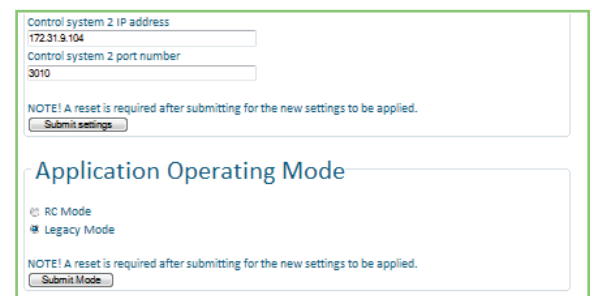 Control system 2 IP address
172.31.9.104
Control system 2 port number
3010
NOTE! A reset is required after submitting for the new settings to be applied.
Submit settings
Application Operating Mode
RC Mode
Legacy Mode
NOTE! A reset is required after submitting for the new settings to be applied.
Submit Mode